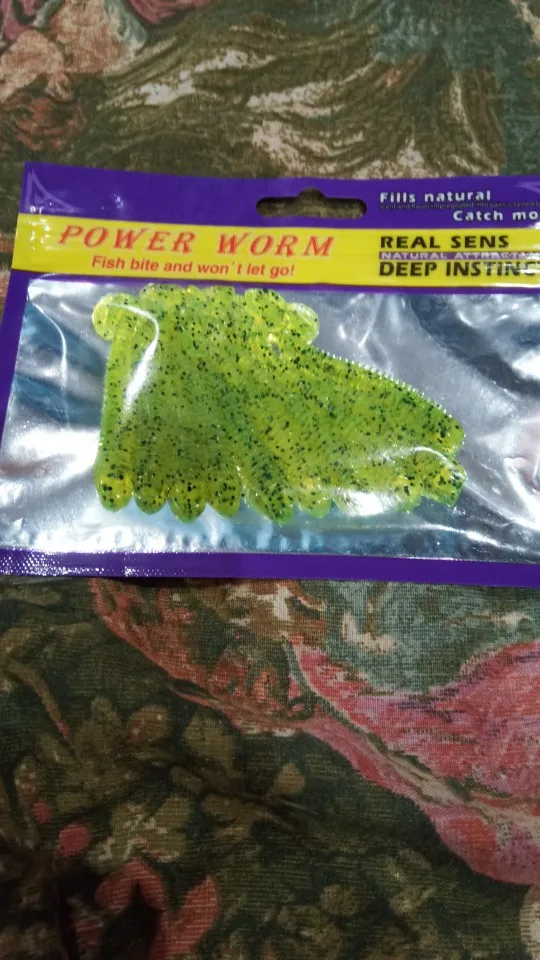 Fills natural
Catch mo
POWER WORM
Fish bite and won't let go!
REAL SENS
NATURAL ATTRACT
DEEP INSTINC